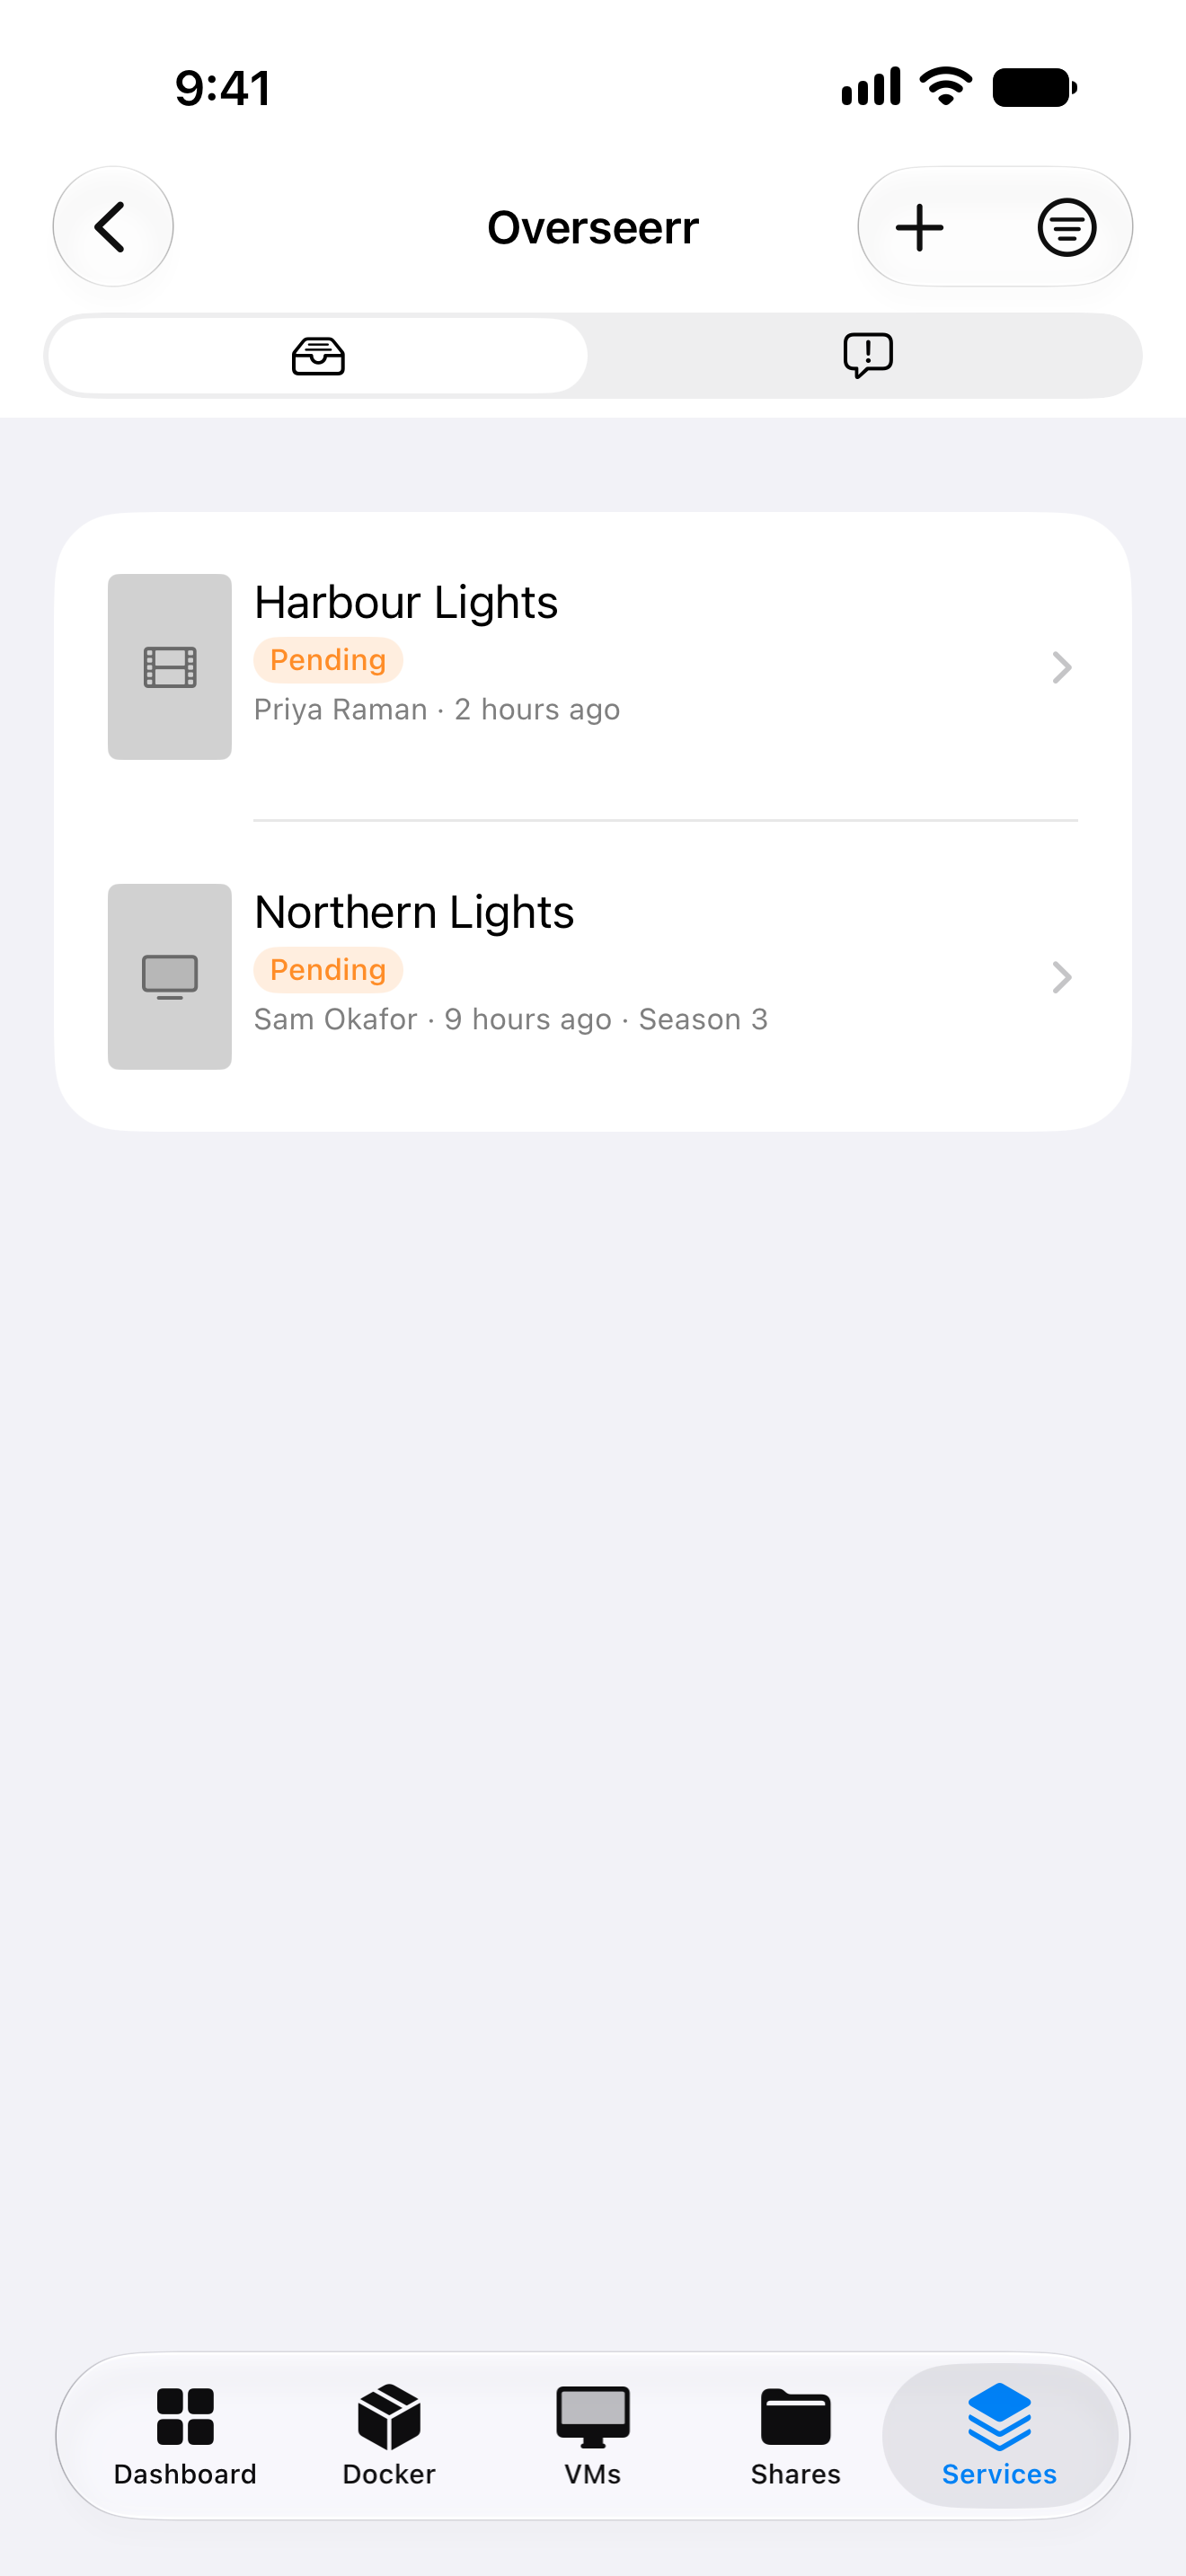 9:41
Overseerr
Harbour Lights
Pending
Priya Raman · 2 hours ago
Northern Lights
Pending
Sam Okafor · 9 hours ago · Season 3
Dashboard
Docker
VMs
Shares
Services